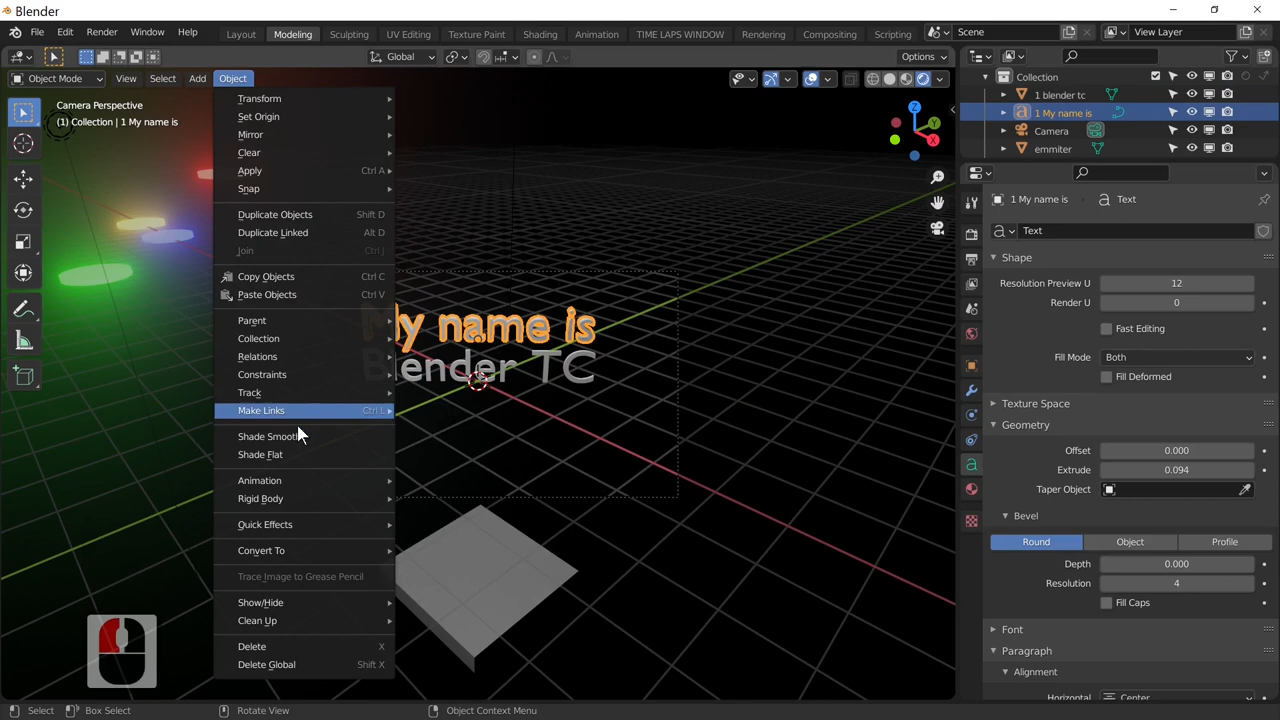 Blender
File Edit Render Window Help
Layout Modeling Sculpting UV Editing Texture Paint Shading Animation TIME LAPS WINDOW Rendering Compositing Scripting
Scene
View Layer
Global
Options
Object Mode View Select Add Object
Camera Perspective
(1) Collection | 1 My name is
Transform
Set Origin
Mirror
Clear
Apply Ctrl A
Snap
Duplicate Objects Shift D
Duplicate Linked Alt D
Join Ctrl J
Copy Objects Ctrl C
Paste Objects Ctrl V
Parent
Collection
Relations
Constraints
Track
Make Links Ctrl L
Shade Smooth
Shade Flat
Animation
Rigid Body
Quick Effects
Convert To
Trace Image to Grease Pencil
Show/Hide
Clean Up
Delete X
Delete Global Shift X
My name is
Blender TC
Z
Y
X
Collection
1 blender tc
1 My name is
Camera
emmiter
1 My name is Text
Text
Shape
Resolution Preview U 12
Render U 0
Fast Editing
Fill Mode Both
Fill Deformed
Texture Space
Geometry
Offset 0.000
Extrude 0.094
Taper Object
Bevel
Round Object Profile
Depth 0.000
Resolution 4
Fill Caps
Font
Paragraph
Alignment
Horizontal Center
Select Box Select Rotate View Object Context Menu